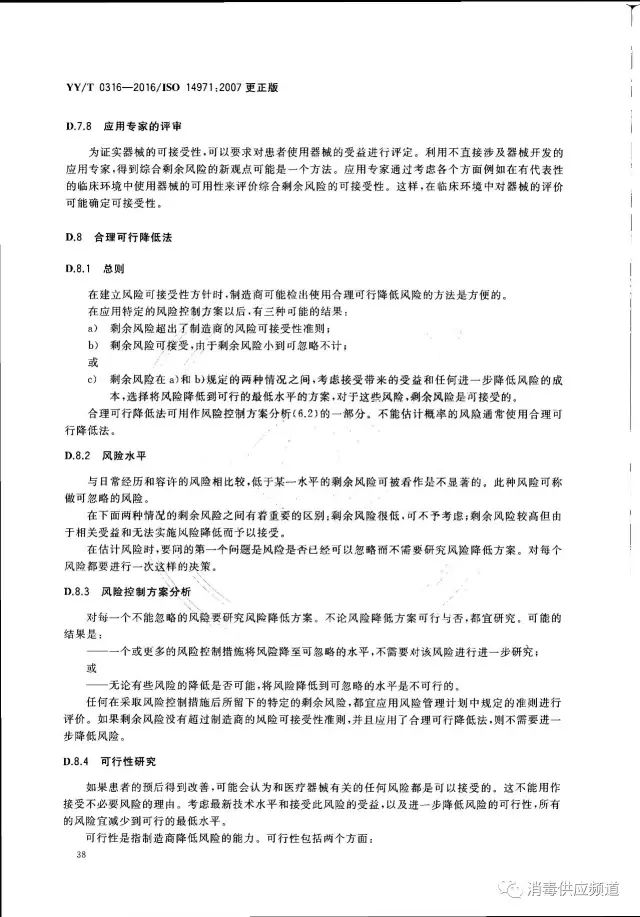 YY/T 0316—2016/ISO 14971:2007 更正版
D.7.8 应用专家的评审
为证实器械的可接受性,可以要求对患者使用器械的受益进行评定。利用不直接涉及器械开发的
应用专家,得到综合剩余风险的新观点可能是一个方法。应用专家通过考虑各个方面例如在有代表性
的临床环境中使用器械的可用性来评价综合剩余风险的可接受性。这样,在临床环境中对器械的评价
可能确定可接受性。
D.8 合理可行降低法
D.8.1 总则
在建立风险可接受性方针时,制造商可能检出使用合理可行降低风险的方法是方便的。
在应用特定的风险控制方案以后,有三种可能的结果:
a) 剩余风险超出了制造商的风险可接受性准则;
b) 剩余风险可接受,由于剩余风险小到可忽略不计;
或
c) 剩余风险在 a)和 b)规定的两种情况之间,考虑接受带来的受益和任何进一步降低风险的成
本,选择将风险降低到可行的最低水平的方案,对于这些风险,剩余风险是可接受的。
合理可行降低法可用作风险控制方案分析(6.2)的一部分。不能估计概率的风险通常使用合理可
行降低法。
D.8.2 风险水平
与日常经历和容许的风险相比较,低于某一水平的剩余风险可被看作是不显著的。此种风险可称
做可忽略的风险。
在下面两种情况的剩余风险之间有着重要的区别:剩余风险很低,可不予考虑;剩余风险较高但由
于相关受益和无法实施风险降低而予以接受。
在估计风险时,要问的第一个问题是风险是否已经可以忽略而不需要研究风险降低方案。对每个
风险都要进行一次这样的决策。
D.8.3 风险控制方案分析
对每一个不能忽略的风险要研究风险降低方案。不论风险降低方案可行与否,都宜研究。可能的
结果是:
——一个或更多的风险控制措施将风险降至可忽略的水平,不需要对该风险进行进一步研究;
或
——无论有些风险的降低是否可能,将风险降低到可忽略的水平是不可行的。
任何在采取风险控制措施后所留下的特定的剩余风险,都宜应用风险管理计划中规定的准则进行
评价。如果剩余风险没有超过制造商的风险可接受性准则,并且应用了合理可行降低法,则不需要进一
步降低风险。
D.8.4 可行性研究
如果患者的预后得到改善,可能会认为和医疗器械有关的任何风险都是可以接受的。这不能用作
接受不必要风险的理由。考虑最新技术水平和接受此风险的受益,以及进一步降低风险的可行性,所有
的风险宜减少到可行的最低水平。
可行性是指制造商降低风险的能力。可行性包括两个方面:
38
消毒供应频道